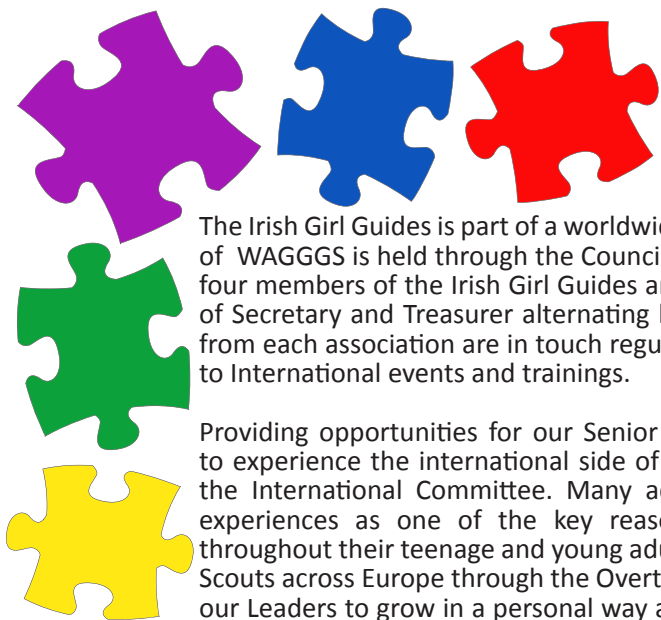 The Irish Girl Guides is part of a worldwid
of WAGGGS is held through the Council
four members of the Irish Girl Guides a
of Secretary and Treasurer alternating
from each association are in touch regu
to International events and trainings.
Providing opportunities for our Senior
to experience the international side of
the International Committee. Many a
experiences as one of the key reas
throughout their teenage and young adu
Scouts across Europe through the Overt
our Leaders to grow in a personal way a